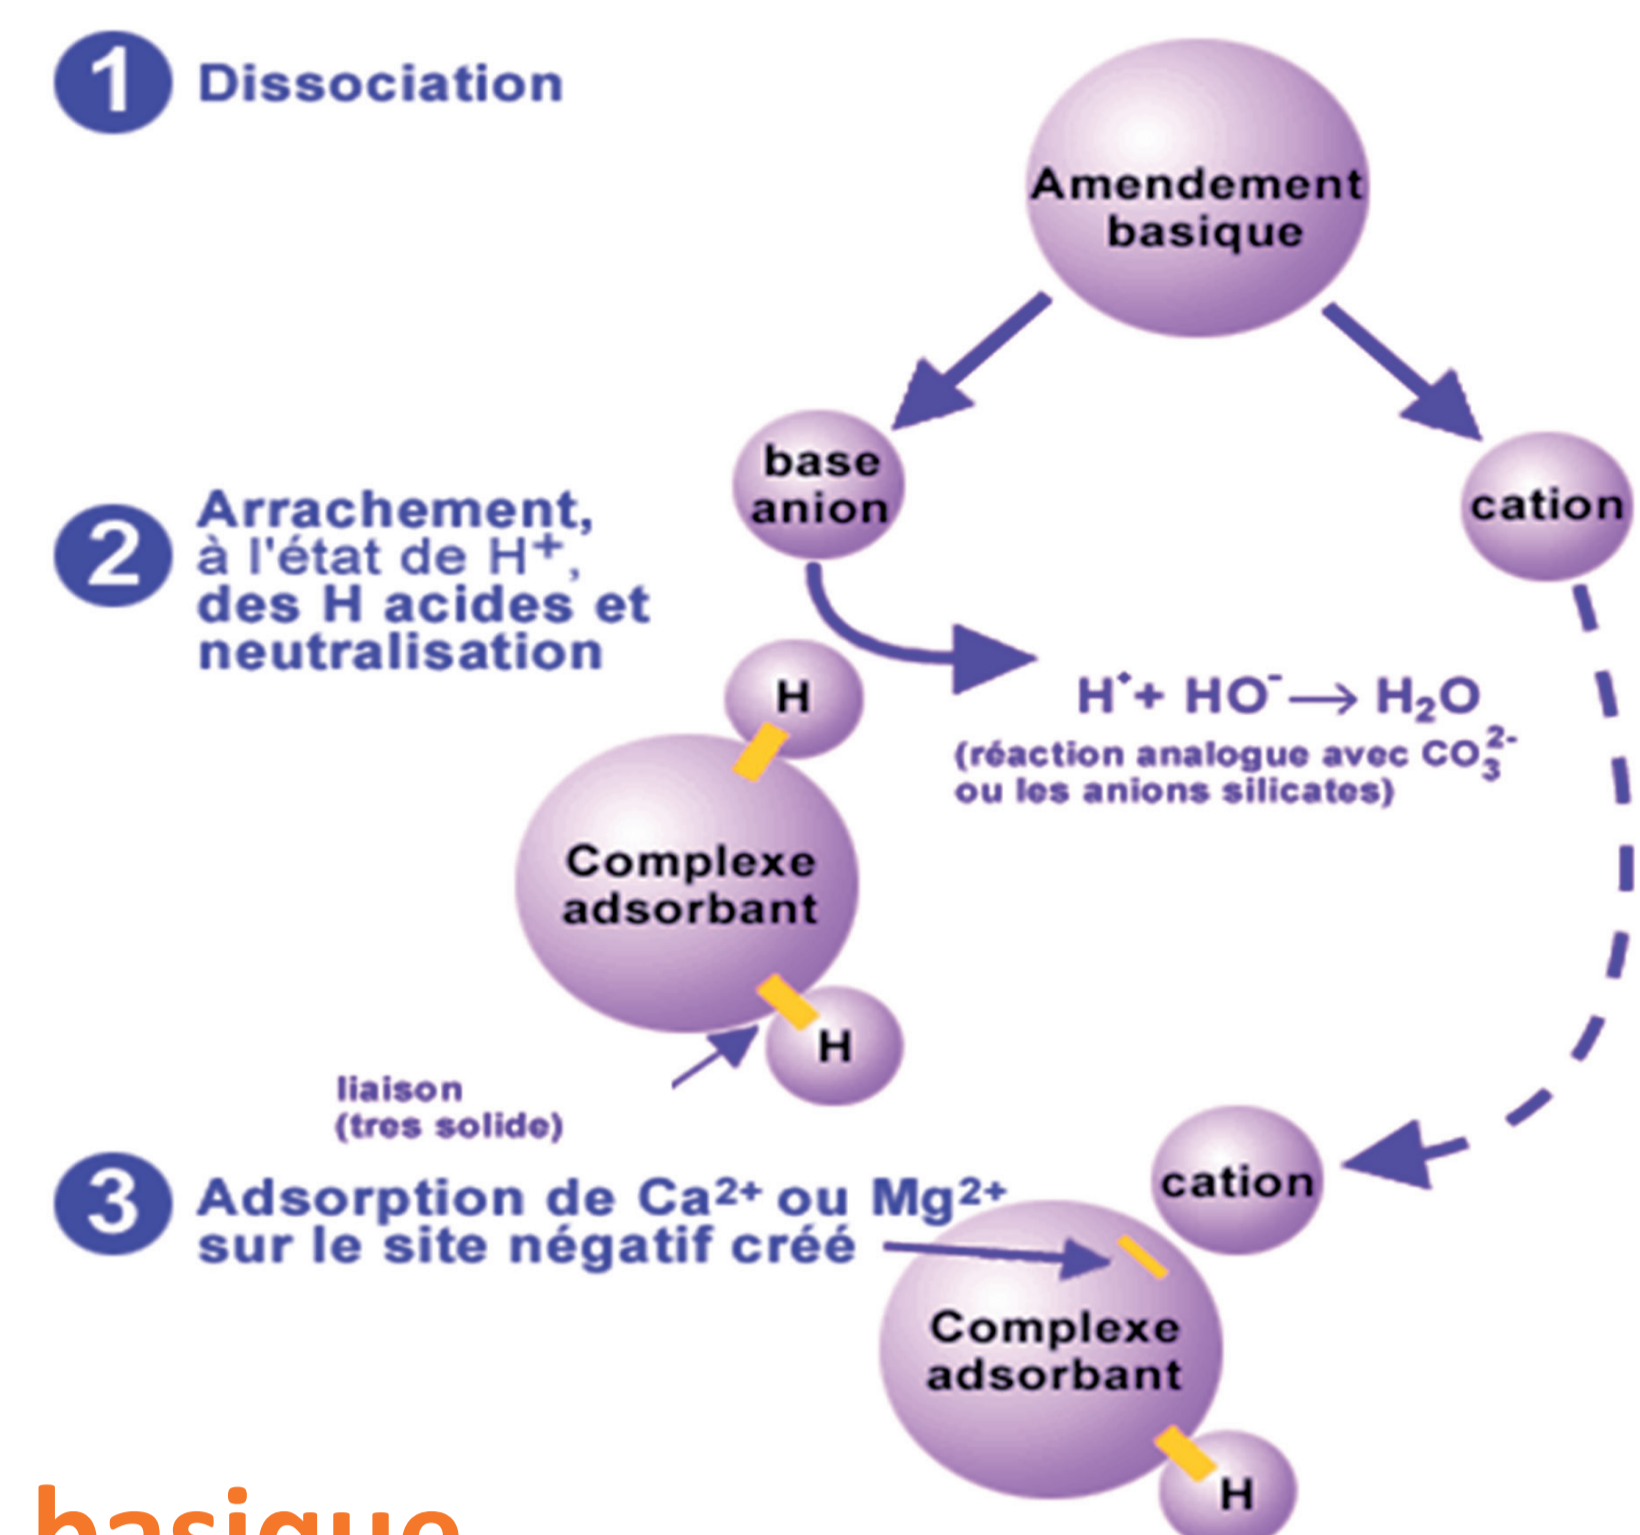 1 Dissociation
Amendement
basique
base
anion
cation
2 Arrachement,
à l'état de H⁺,
des H acides et
neutralisation
H
H⁺+ HO⁻→ H₂O
(réaction analogue avec CO₃²⁻
ou les anions silicates)
Complexe
adsorbant
H
liaison
(tres solide)
cation
3 Adsorption de Ca²⁺ ou Mg²⁺
sur le site négatif créé
Complexe
adsorbant
H
basique